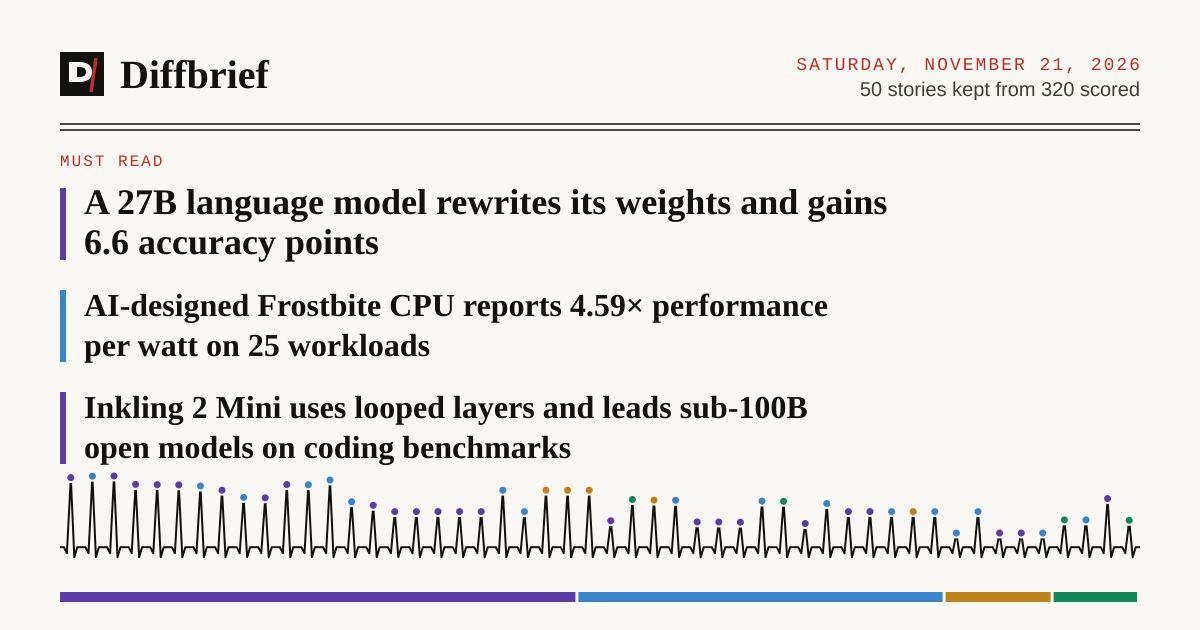 D/
Diffbrief
SATURDAY, NOVEMBER 21, 2026
50 stories kept from 320 scored
MUST READ
A 27B language model rewrites its weights and gains
6.6 accuracy points
AI-designed Frostbite CPU reports 4.59× performance
per watt on 25 workloads
Inkling 2 Mini uses looped layers and leads sub-100B
open models on coding benchmarks